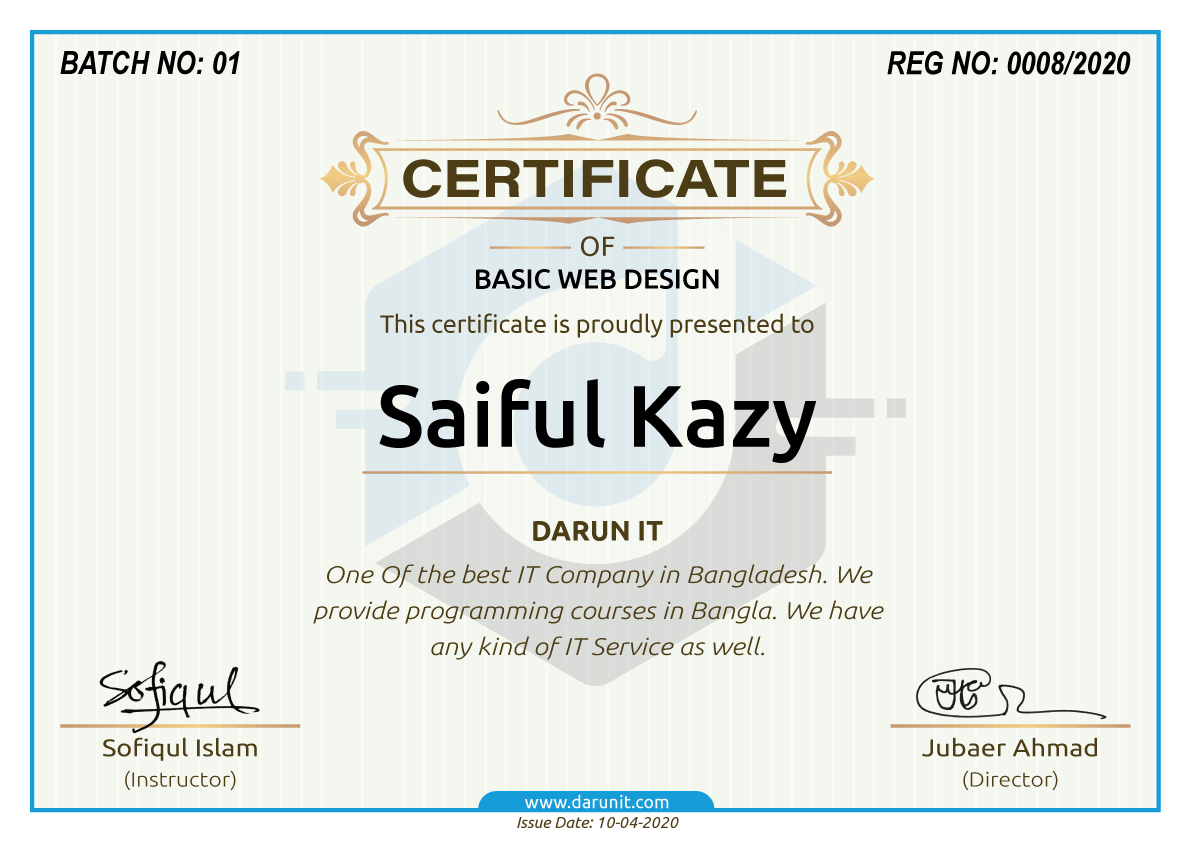 BATCH NO: 01
REG NO: 0008/2020
CERTIFICATE
OF
BASIC WEB DESIGN
This certificate is proudly presented to
Saiful Kazy
DARUN IT
One Of the best IT Company in Bangladesh. We
provide programming courses in Bangla. We have
any kind of IT Service as well.
Sofiqul
Sofiqul Islam
(Instructor)
Jubaer Ahmad
(Director)
www.darunit.com
Issue Date: 10-04-2020